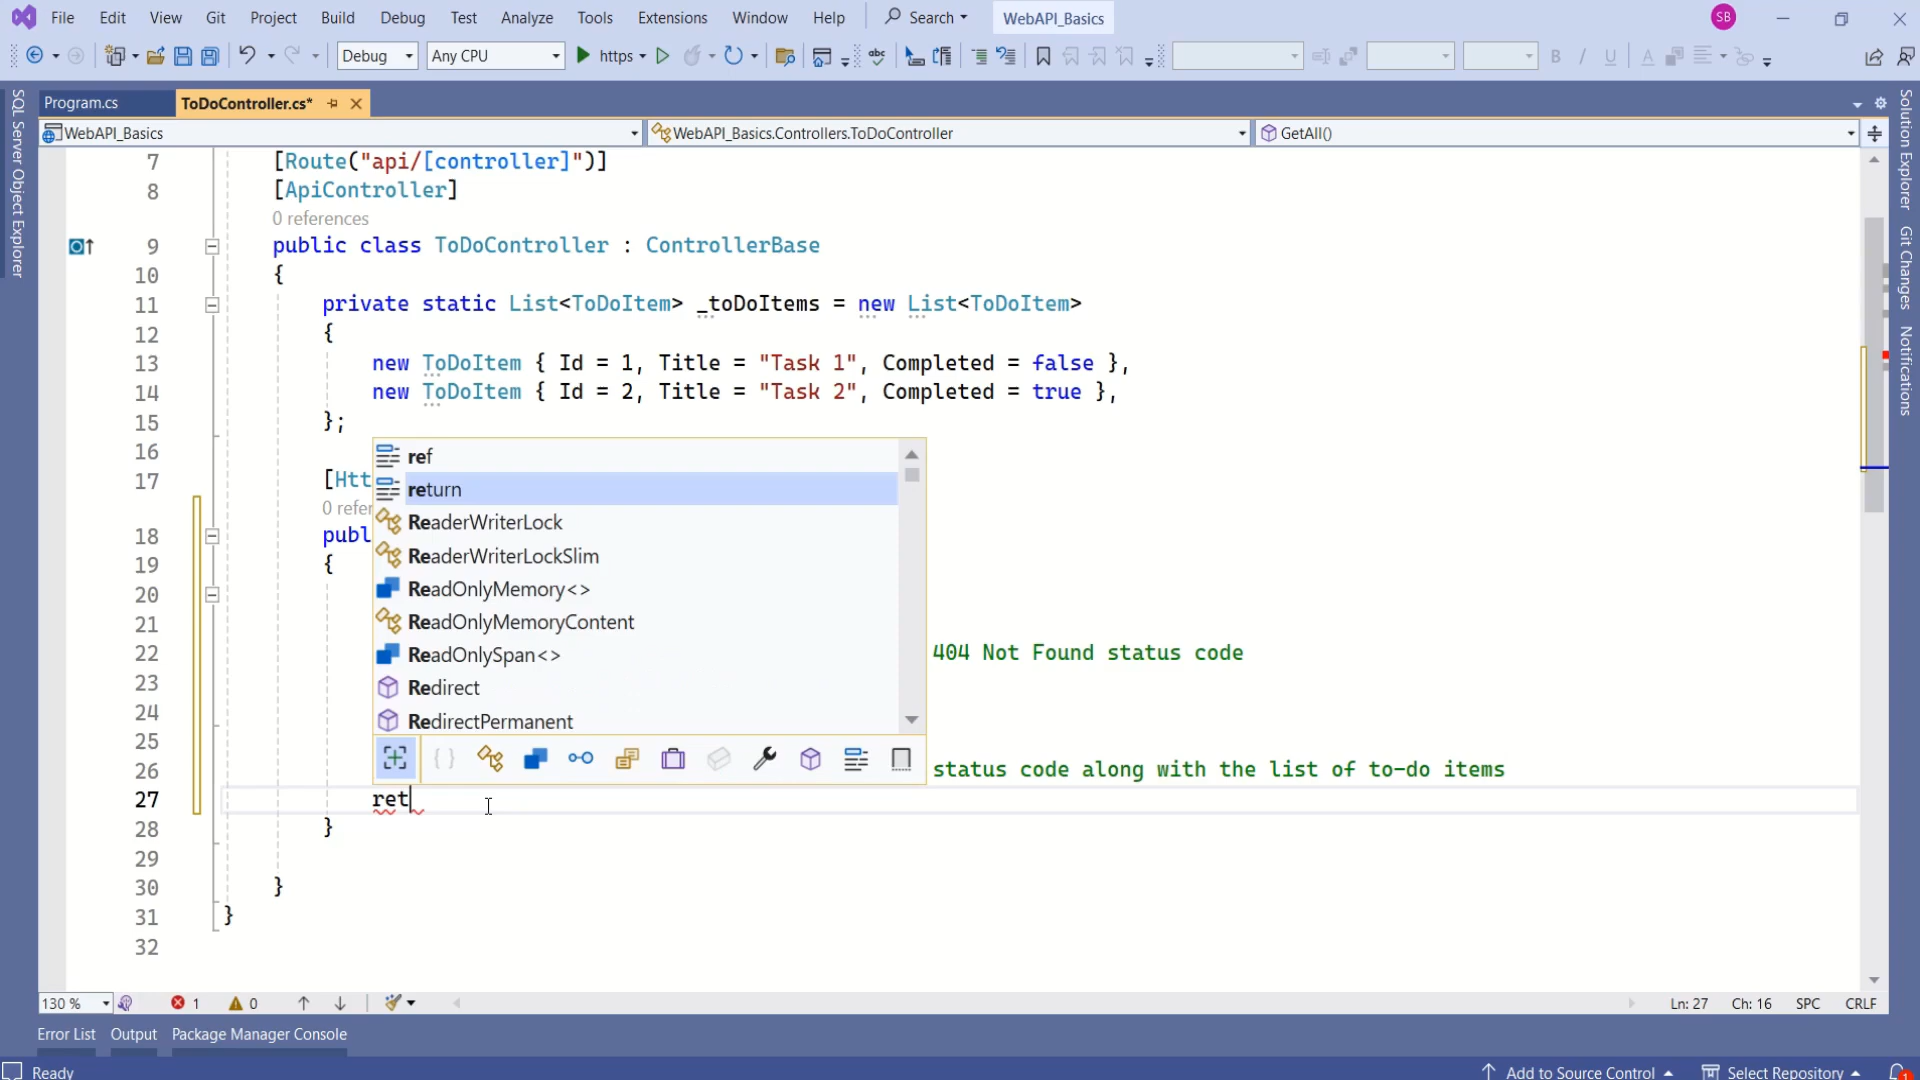 File Edit View Git Project Build Debug Test Analyze Tools Extensions Window Help Search WebAPI_Basics SB
Debug Any CPU https
Program.cs ToDoController.cs*
WebAPI_Basics WebAPI_Basics.Controllers.ToDoController GetAll()
SQL Server Object Explorer
Solution Explorer
Git Changes
Notifications
7 [Route("api/[controller]")]
8 [ApiController]
0 references
9 public class ToDoController : ControllerBase
10 {
11 private static List<ToDoItem> _toDoItems = new List<ToDoItem>
12 {
13 new ToDoItem { Id = 1, Title = "Task 1", Completed = false },
14 new ToDoItem { Id = 2, Title = "Task 2", Completed = true },
15 };
16
17 [Htt
0 refer
18 publ
19 {
20
21
22 404 Not Found status code
23
24
25
26 status code along with the list of to-do items
27 ret
28 }
29
30 }
31 }
32
ref
return
ReaderWriterLock
ReaderWriterLockSlim
ReadOnlyMemory<>
ReadOnlyMemoryContent
ReadOnlySpan<>
Redirect
RedirectPermanent
130 % 1 0 Ln: 27 Ch: 16 SPC CRLF
Error List Output Package Manager Console
Ready Add to Source Control Select Repository 1